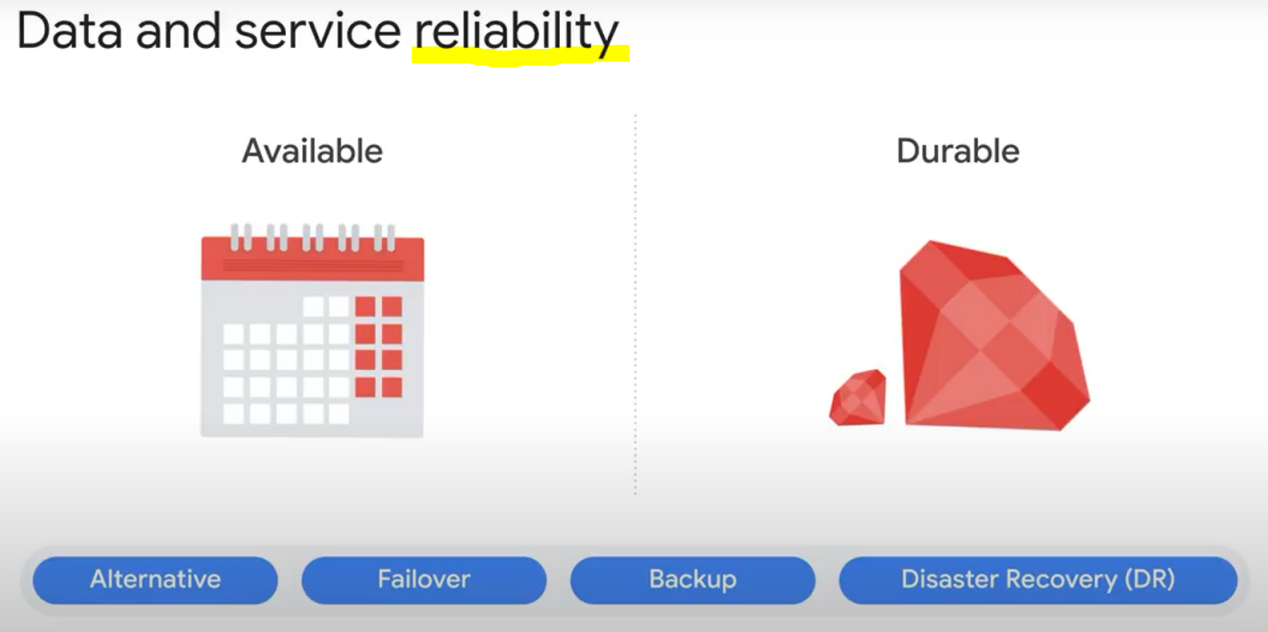 Data and service reliability
Available
Durable
Alternative
Failover
Backup
Disaster Recovery (DR)